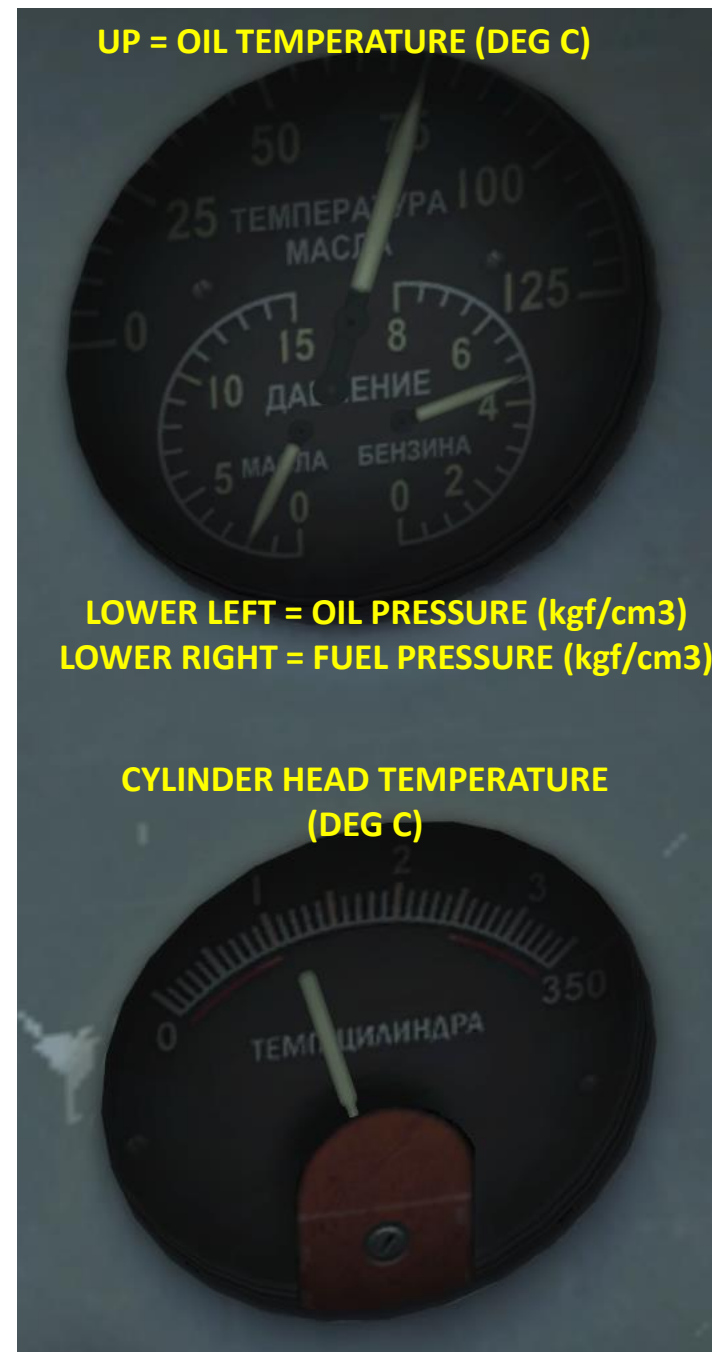 UP = OIL TEMPERATURE (DEG C)
50 75
25 ТЕМПЕРАТУРА 100
МАСЛА
0 125
15 8
10 6
ДАВЛЕНИЕ
4
5 МАСЛА БЕНЗИНА
0 0 2
LOWER LEFT = OIL PRESSURE (kgf/cm3)
LOWER RIGHT = FUEL PRESSURE (kgf/cm3)
CYLINDER HEAD TEMPERATURE
(DEG C)
1 2 3
0 350
ТЕМП ЦИЛИНДРА